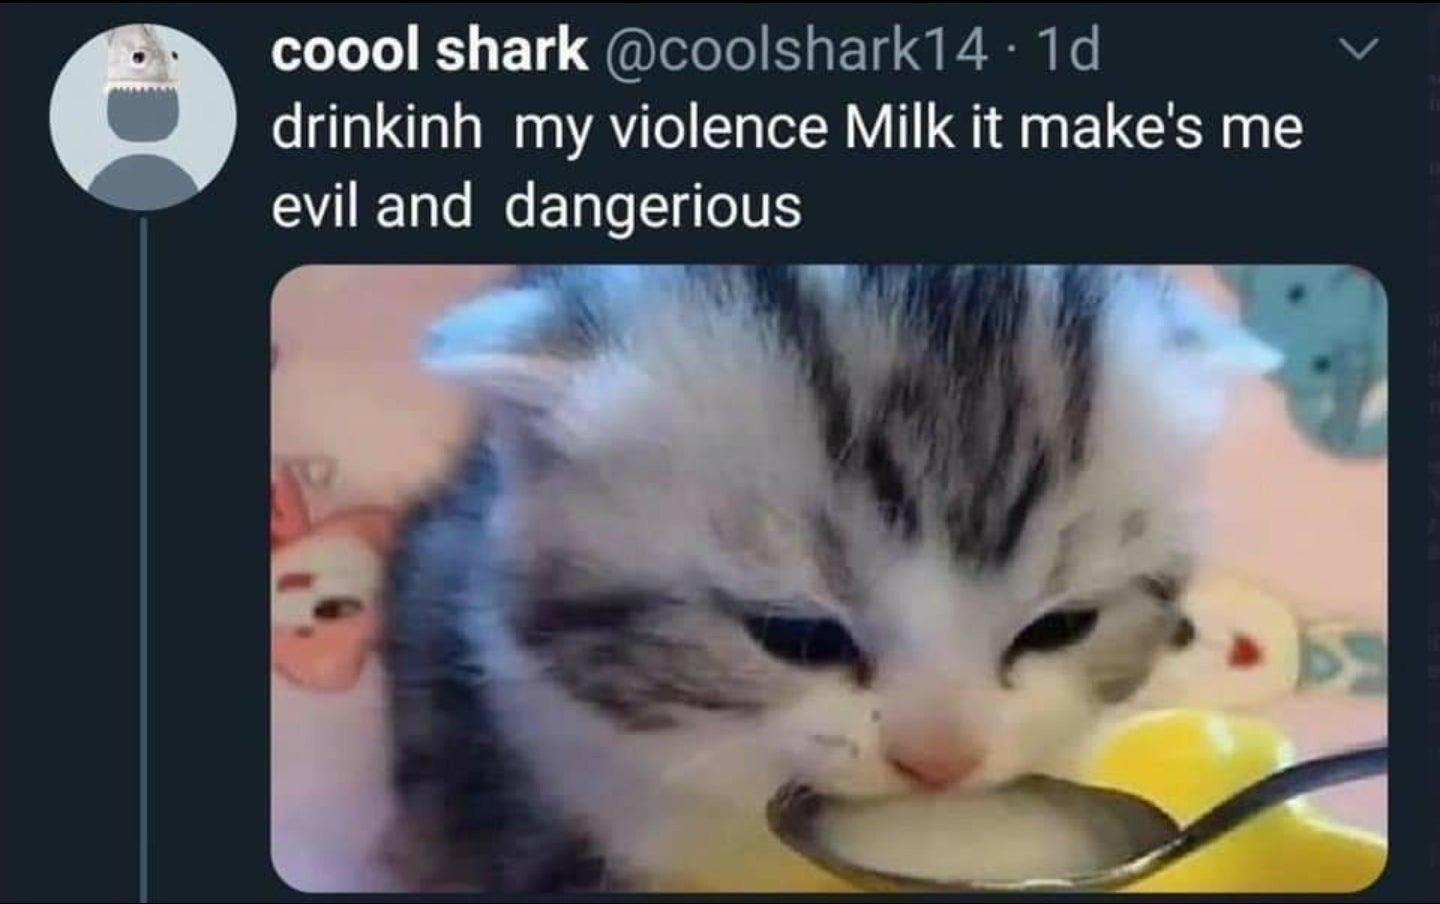 coool shark @coolshark14 · 1d
drinkinh my violence Milk it make's me
evil and dangerious